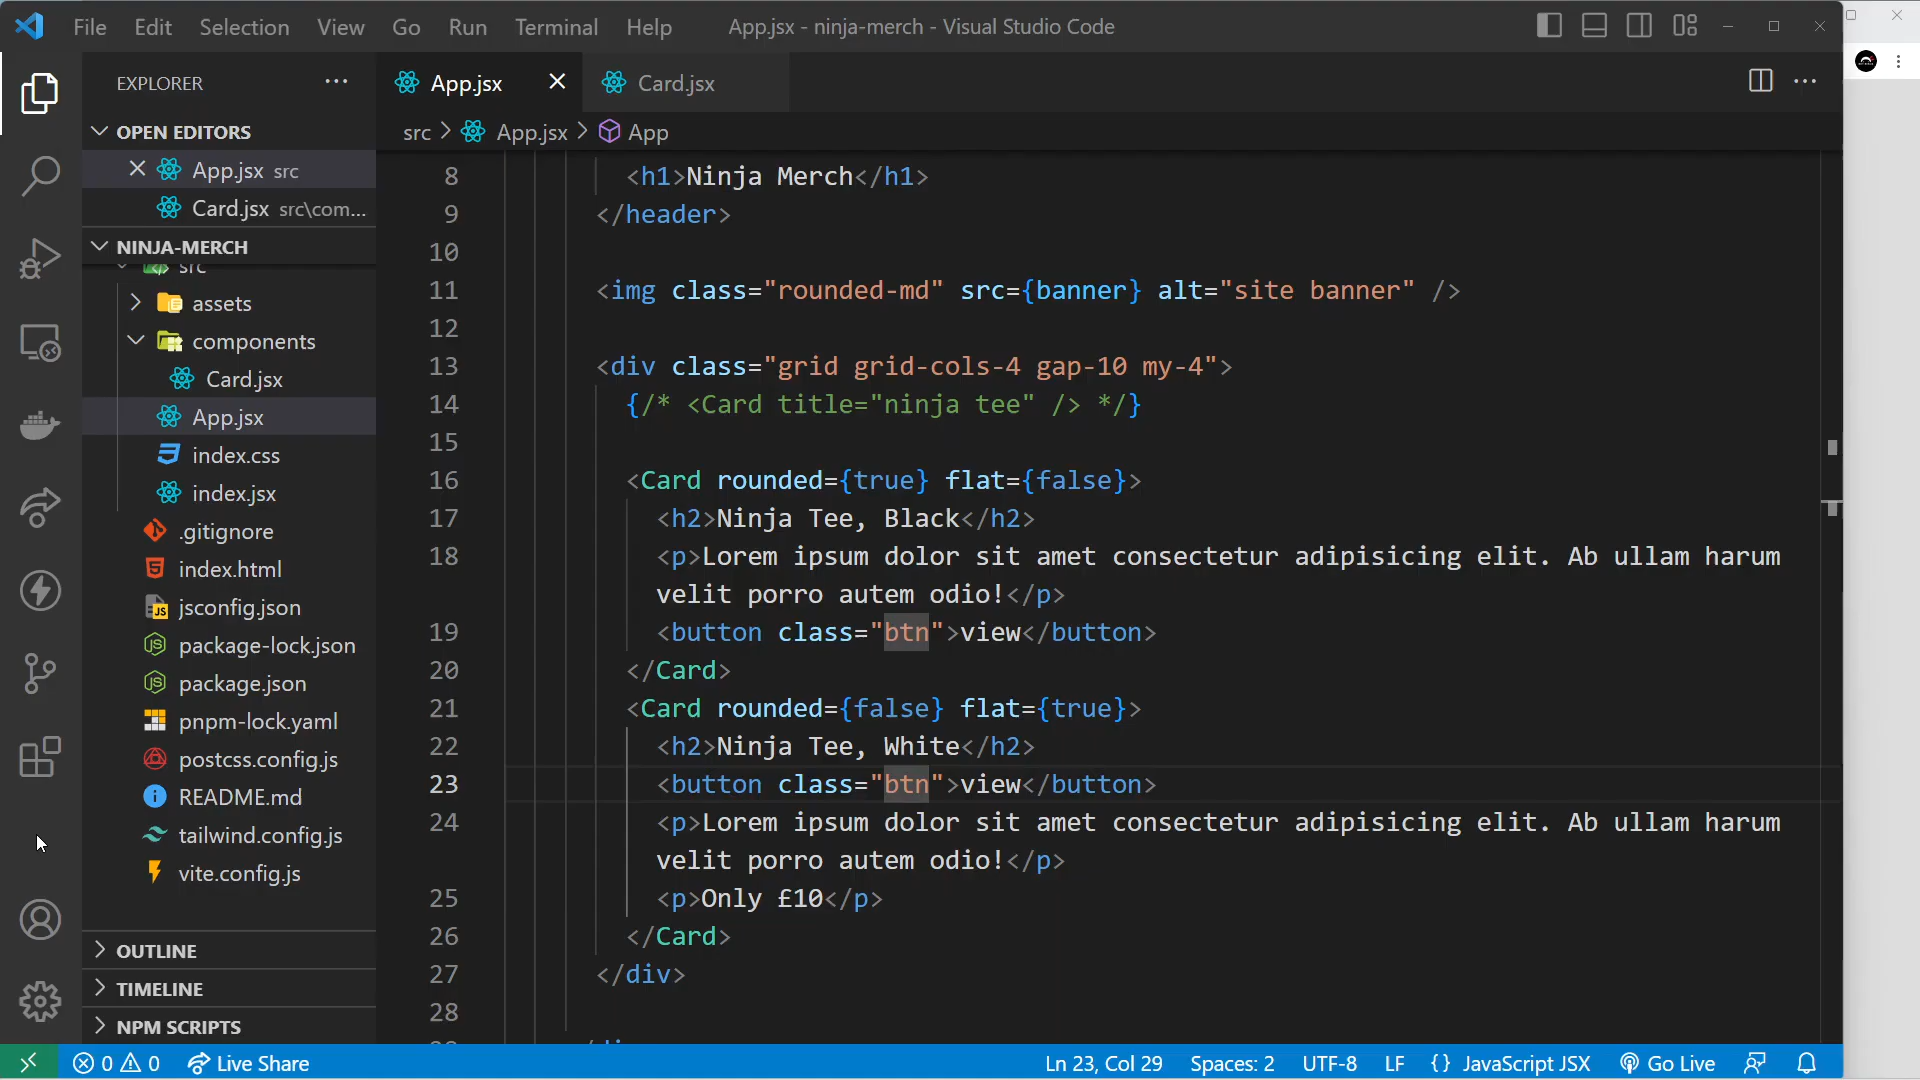 File Edit Selection View Go Run Terminal Help App.jsx - ninja-merch - Visual Studio Code
EXPLORER
OPEN EDITORS
App.jsx src
Card.jsx src\com...
NINJA-MERCH
src
assets
components
Card.jsx
App.jsx
index.css
index.jsx
.gitignore
index.html
jsconfig.json
package-lock.json
package.json
pnpm-lock.yaml
postcss.config.js
README.md
tailwind.config.js
vite.config.js
OUTLINE
TIMELINE
NPM SCRIPTS
App.jsx Card.jsx
src > App.jsx > App
8 <h1>Ninja Merch</h1>
9 </header>
10
11 <img class="rounded-md" src={banner} alt="site banner" />
12
13 <div class="grid grid-cols-4 gap-10 my-4">
14 {/* <Card title="ninja tee" /> */}
15
16 <Card rounded={true} flat={false}>
17 <h2>Ninja Tee, Black</h2>
18 <p>Lorem ipsum dolor sit amet consectetur adipisicing elit. Ab ullam harum
velit porro autem odio!</p>
19 <button class="btn">view</button>
20 </Card>
21 <Card rounded={false} flat={true}>
22 <h2>Ninja Tee, White</h2>
23 <button class="btn">view</button>
24 <p>Lorem ipsum dolor sit amet consectetur adipisicing elit. Ab ullam harum
velit porro autem odio!</p>
25 <p>Only £10</p>
26 </Card>
27 </div>
28
0 0 Live Share Ln 23, Col 29 Spaces: 2 UTF-8 LF {} JavaScript JSX Go Live